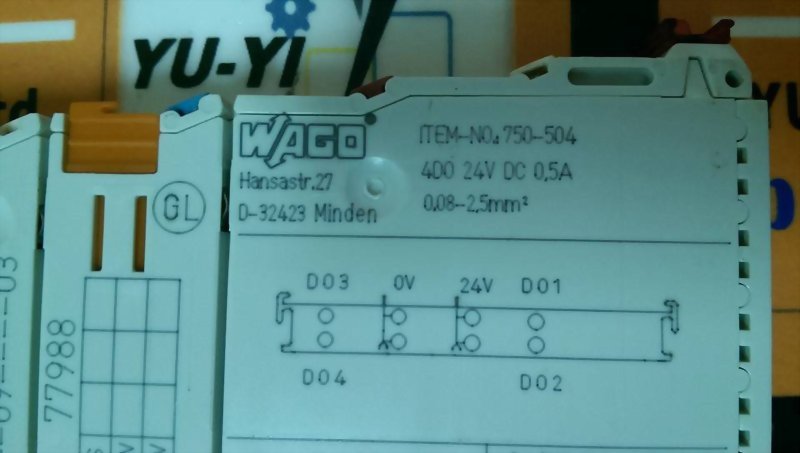 YU-YI
WAGO
Hansastr.27
D-32423 Minden
ITEM-NO.750-504
4DO 24V DC 0,5A
0,08-2,5mm²
GL
DO3 0V 24V DO1
DO4 DO2
77988